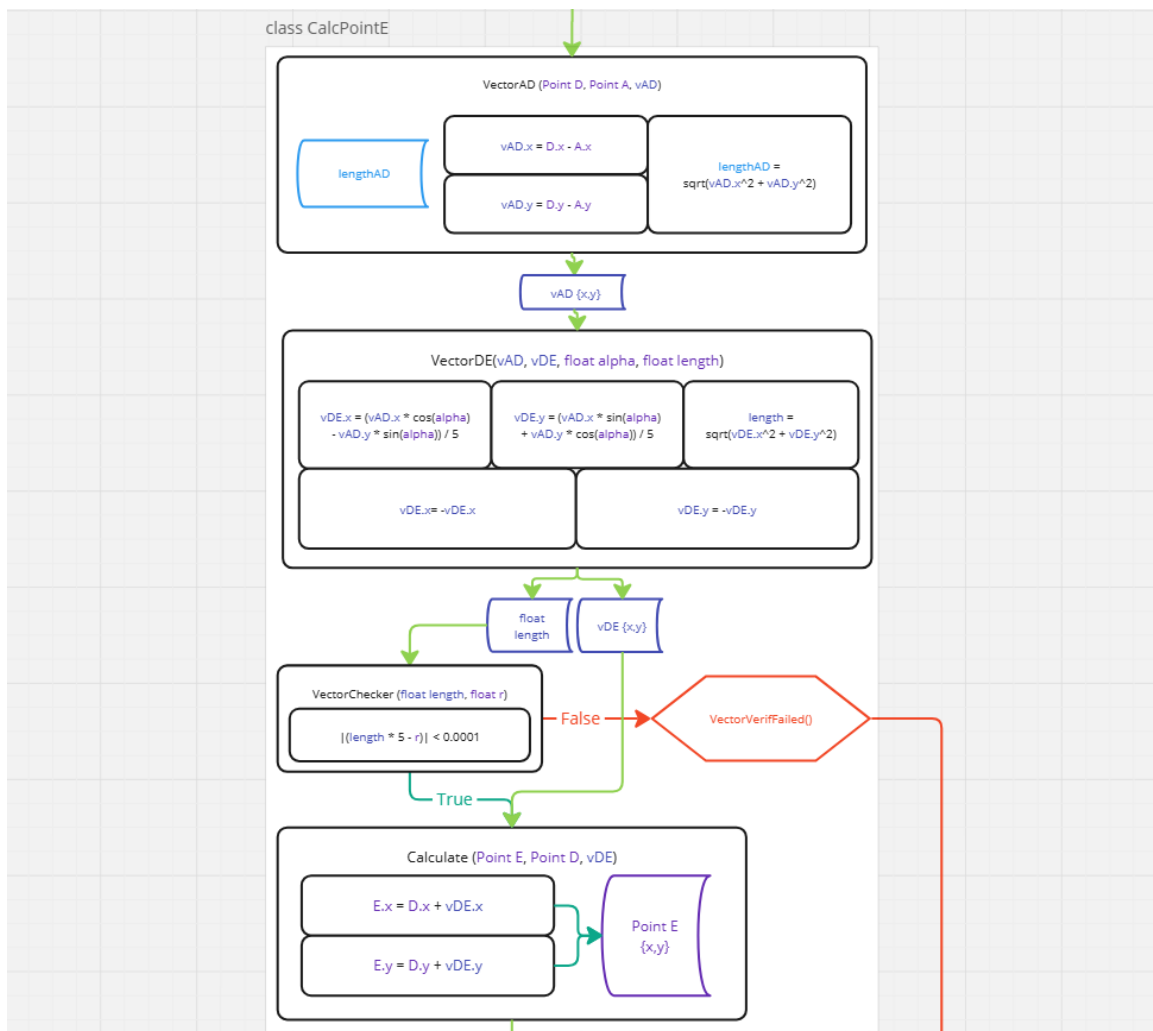 class CalcPointE
VectorAD (Point D, Point A, vAD)
lengthAD
vAD.x = D.x - A.x
vAD.y = D.y - A.y
lengthAD =
sqrt(vAD.x^2 + vAD.y^2)
vAD {x,y}
VectorDE(vAD, vDE, float alpha, float length)
vDE.x = (vAD.x * cos(alpha)
- vAD.y * sin(alpha)) / 5
vDE.y = (vAD.x * sin(alpha)
+ vAD.y * cos(alpha)) / 5
length =
sqrt(vDE.x^2 + vDE.y^2)
vDE.x= -vDE.x
vDE.y = -vDE.y
float
length
vDE {x,y}
VectorChecker (float length, float r)
|(length * 5 - r)| < 0.0001
False
VectorVerifFailed()
True
Calculate (Point E, Point D, vDE)
E.x = D.x + vDE.x
E.y = D.y + vDE.y
Point E
{x,y}